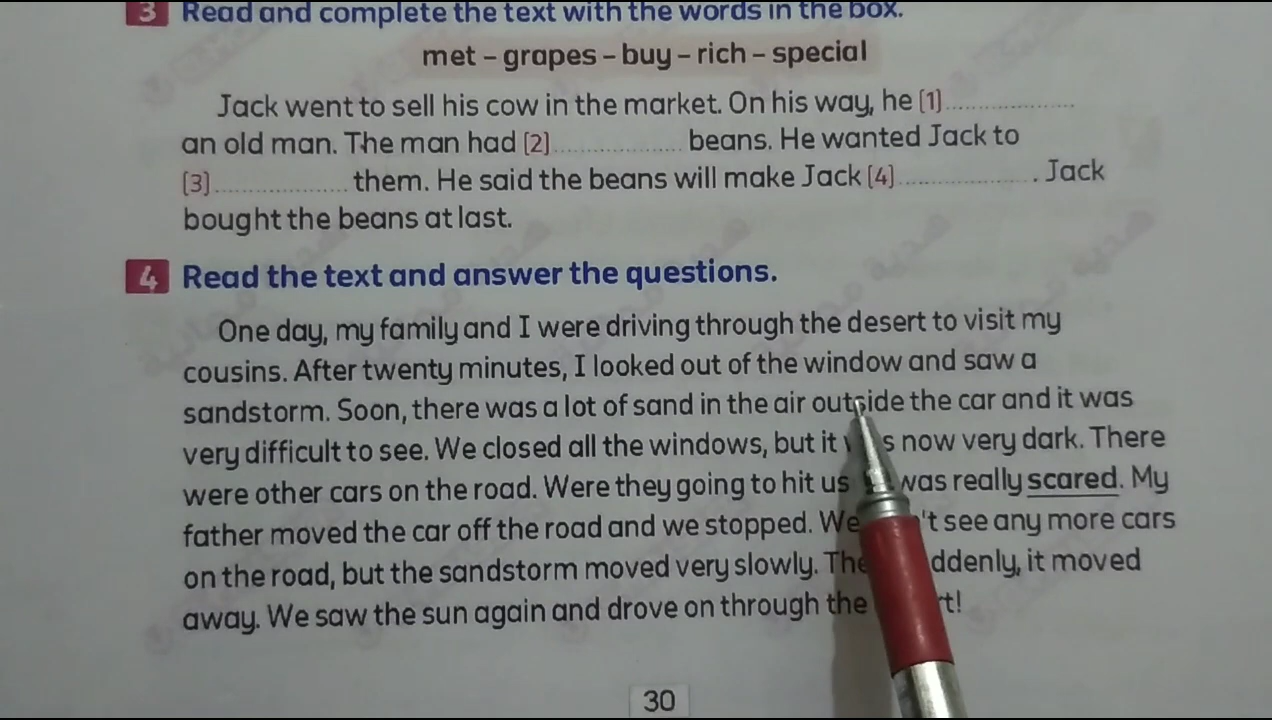 3 Read and complete the text with the words in the box.
met – grapes – buy – rich – special
Jack went to sell his cow in the market. On his way, he [1]....................
an old man. The man had [2].................... beans. He wanted Jack to
[3].................... them. He said the beans will make Jack [4].................... . Jack
bought the beans at last.
4 Read the text and answer the questions.
One day, my family and I were driving through the desert to visit my
cousins. After twenty minutes, I looked out of the window and saw a
sandstorm. Soon, there was a lot of sand in the air outside the car and it was
very difficult to see. We closed all the windows, but it now very dark. There
were other cars on the road. Were they going to hit us was really scared. My
father moved the car off the road and we stopped. We see any more cars
on the road, but the sandstorm moved very slowly. it moved
away. We saw the sun again and drove on through the
30